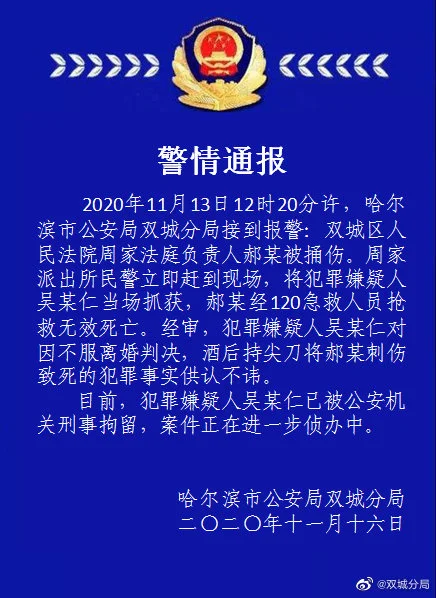 警情通报
2020年11月13日12时20分许，哈尔
滨市公安局双城分局接到报警：双城区人
民法院周家法庭负责人郝某被捅伤。周家
派出所民警立即赶到现场，将犯罪嫌疑人
吴某仁当场抓获，郝某经120急救人员抢
救无效死亡。经审，犯罪嫌疑人吴某仁对
因不服离婚判决，酒后持尖刀将郝某刺伤
致死的犯罪事实供认不讳。
目前，犯罪嫌疑人吴某仁已被公安机
关刑事拘留，案件正在进一步侦办中。
哈尔滨市公安局双城分局
二〇二〇年十一月十六日
@双城分局